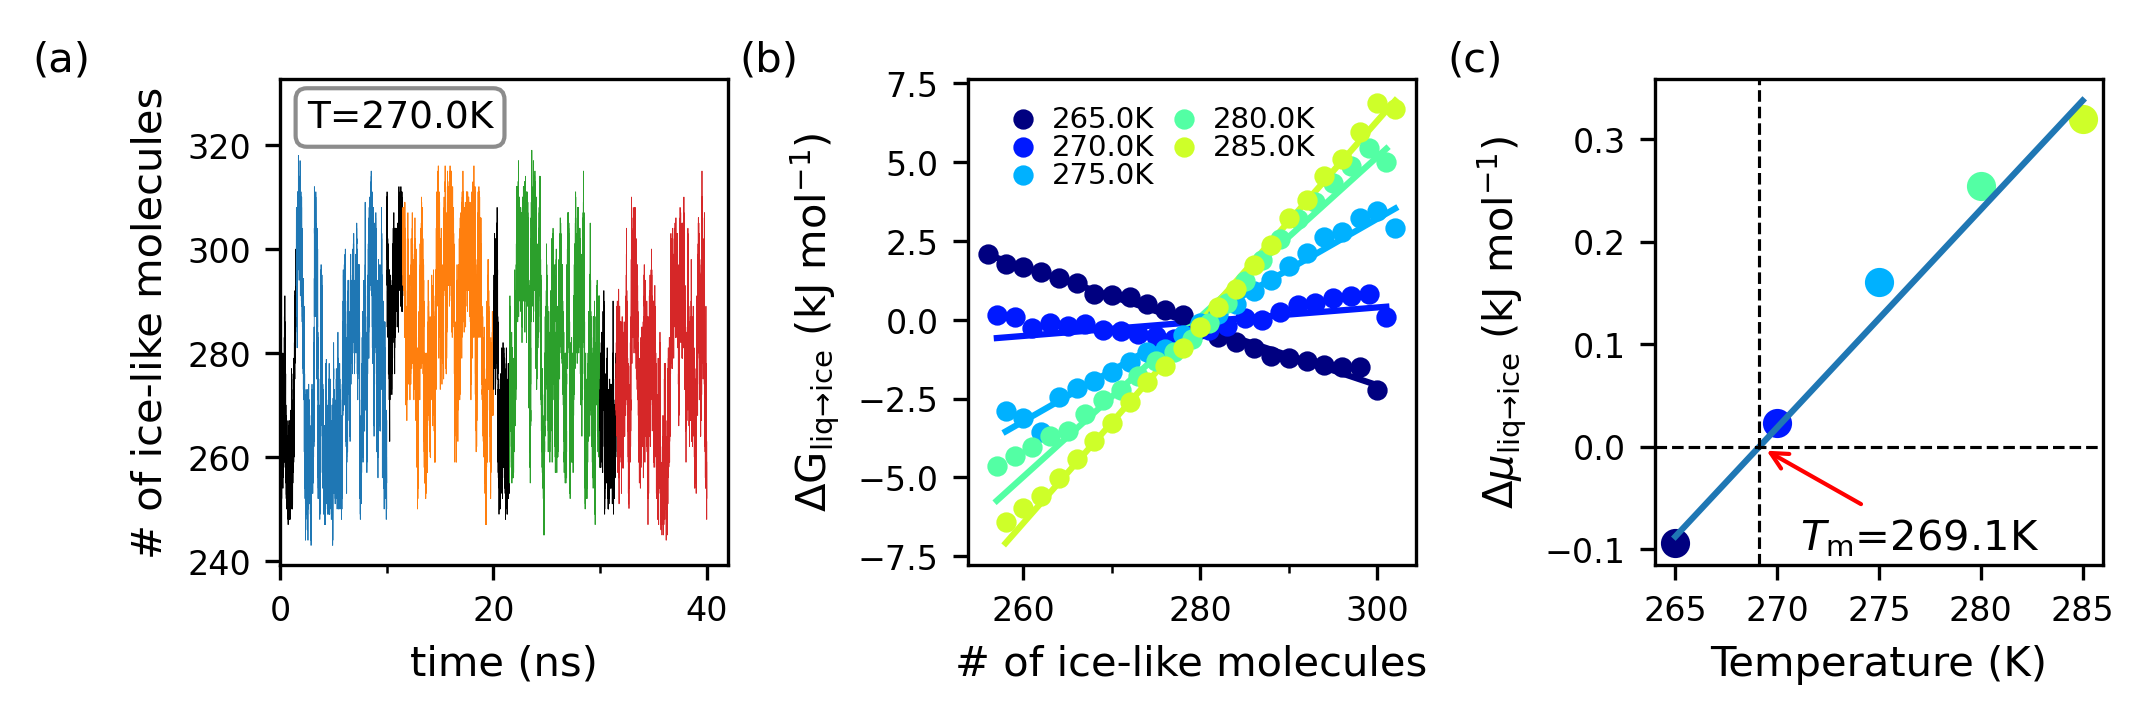 (a)
# of ice-like molecules
T=270.0K
320
300
280
260
240
0
20
40
time (ns)
(b)
ΔG_liq→ice (kJ mol⁻¹)
7.5
5.0
2.5
0.0
−2.5
−5.0
−7.5
265.0K
270.0K
275.0K
280.0K
285.0K
260
280
300
# of ice-like molecules
(c)
Δμ_liq→ice (kJ mol⁻¹)
0.3
0.2
0.1
0.0
−0.1
T_m=269.1K
265
270
275
280
285
Temperature (K)